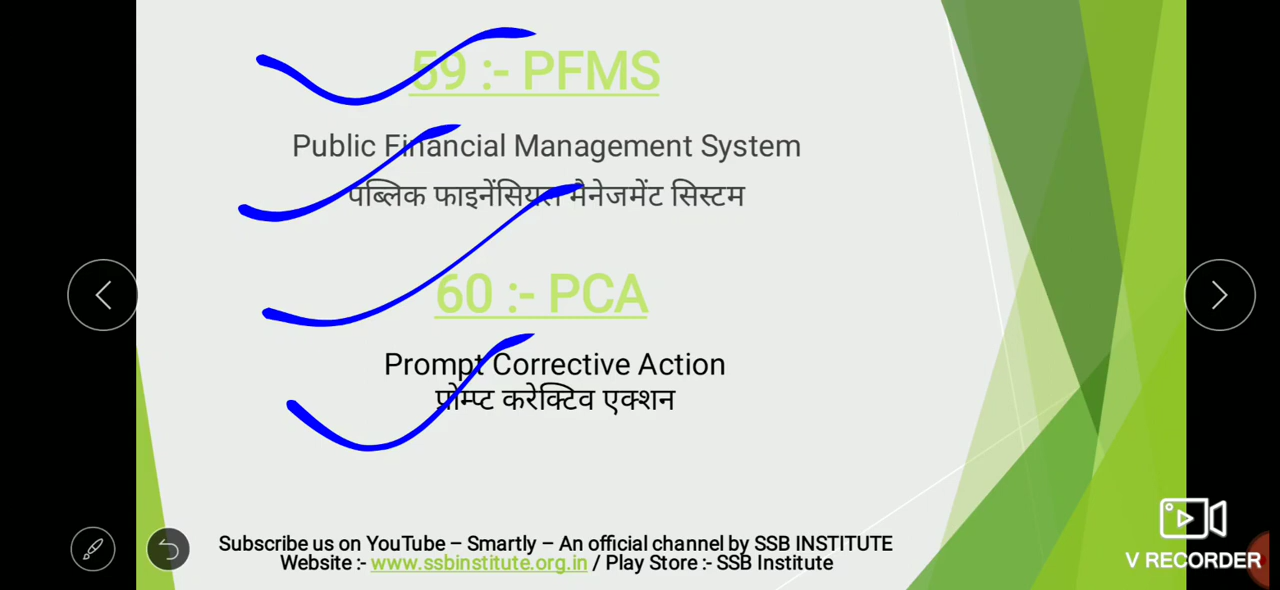 59 :- PFMS
Public Financial Management System
पब्लिक फाइनेंसियल मैनेजमेंट सिस्टम
60 :- PCA
Prompt Corrective Action
प्रोम्प्ट करेक्टिव एक्शन
Subscribe us on YouTube – Smartly – An official channel by SSB INSTITUTE
Website :- www.ssbinstitute.org.in / Play Store :- SSB Institute
V RECORDER